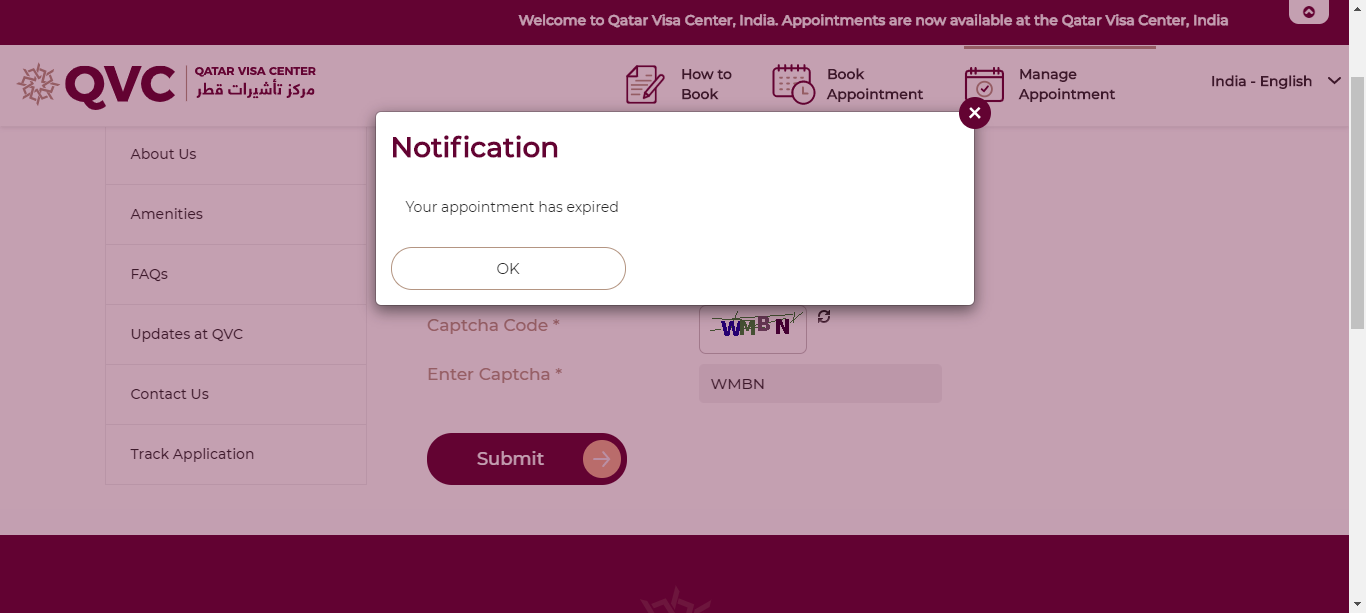 Welcome to Qatar Visa Center, India. Appointments are now available at the Qatar Visa Center, India
QVC
QATAR VISA CENTER
مركز تأشيرات قطر
How to
Book
Book
Appointment
Manage
Appointment
India - English
Notification
Your appointment has expired
OK
About Us
Amenities
FAQs
Updates at QVC
Contact Us
Track Application
Captcha Code *
WMBN
Enter Captcha *
WMBN
Submit